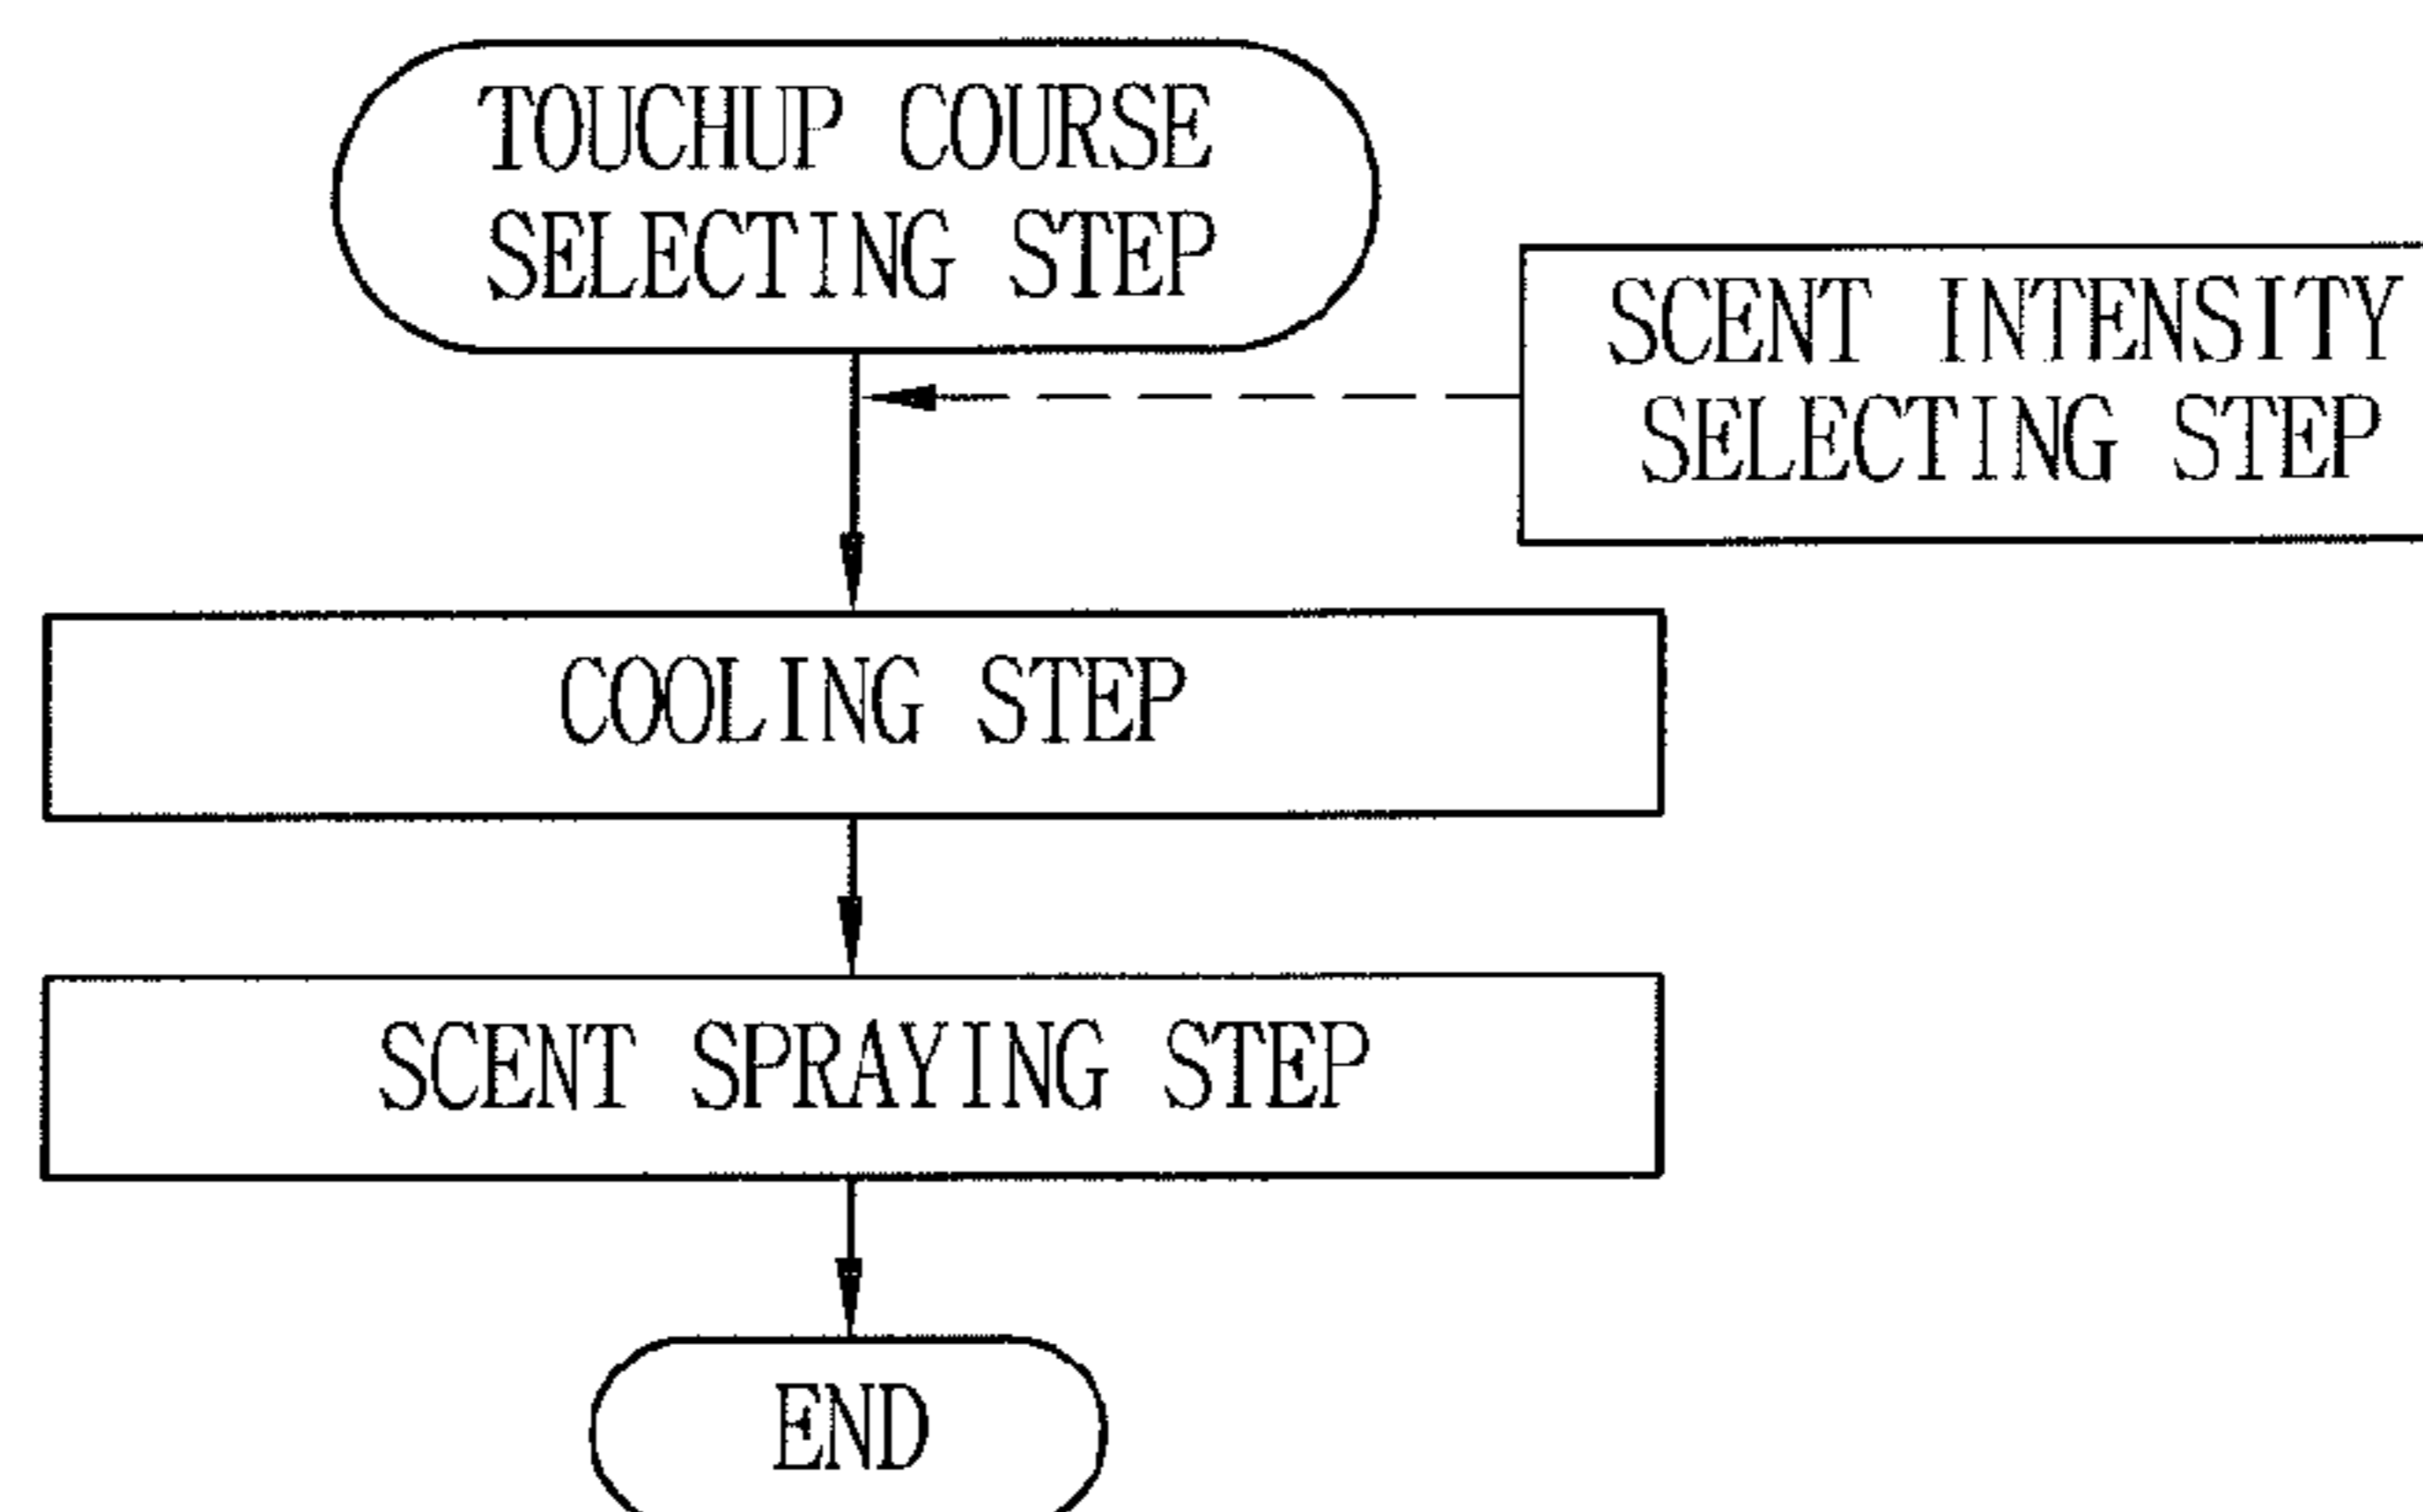 TOUCHUP COURSE
SELECTING STEP
SCENT INTENSITY
SELECTING STEP
COOLING STEP
SCENT SPRAYING STEP
END